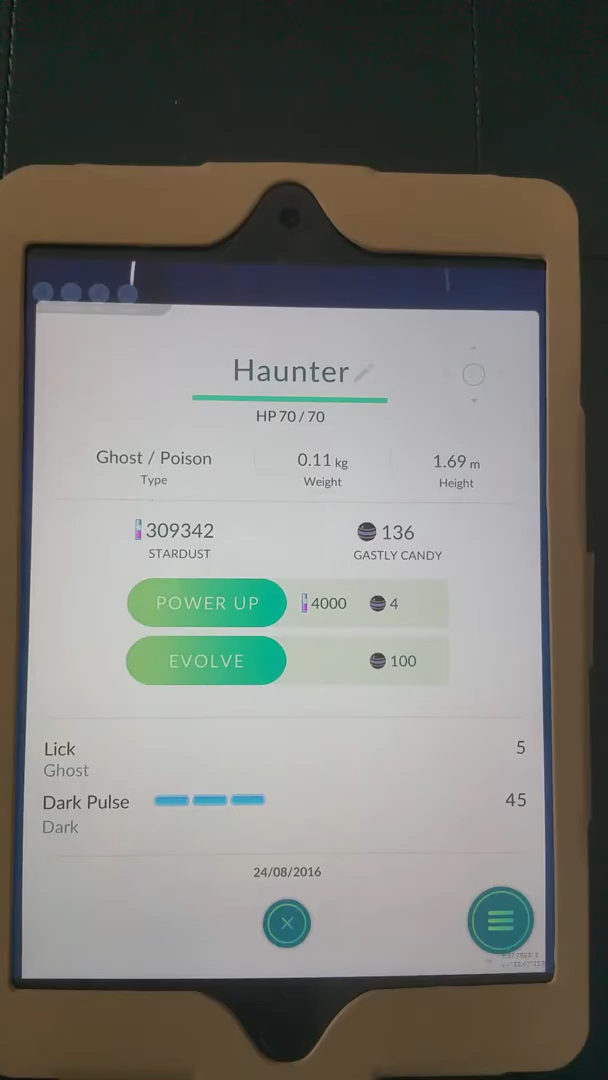 Haunter
HP 70 / 70
Ghost / Poison
Type
0.11 kg
Weight
1.69 m
Height
309342
STARDUST
136
GASTLY CANDY
POWER UP
4000
4
EVOLVE
100
Lick
5
Ghost
Dark Pulse
45
Dark
24/08/2016